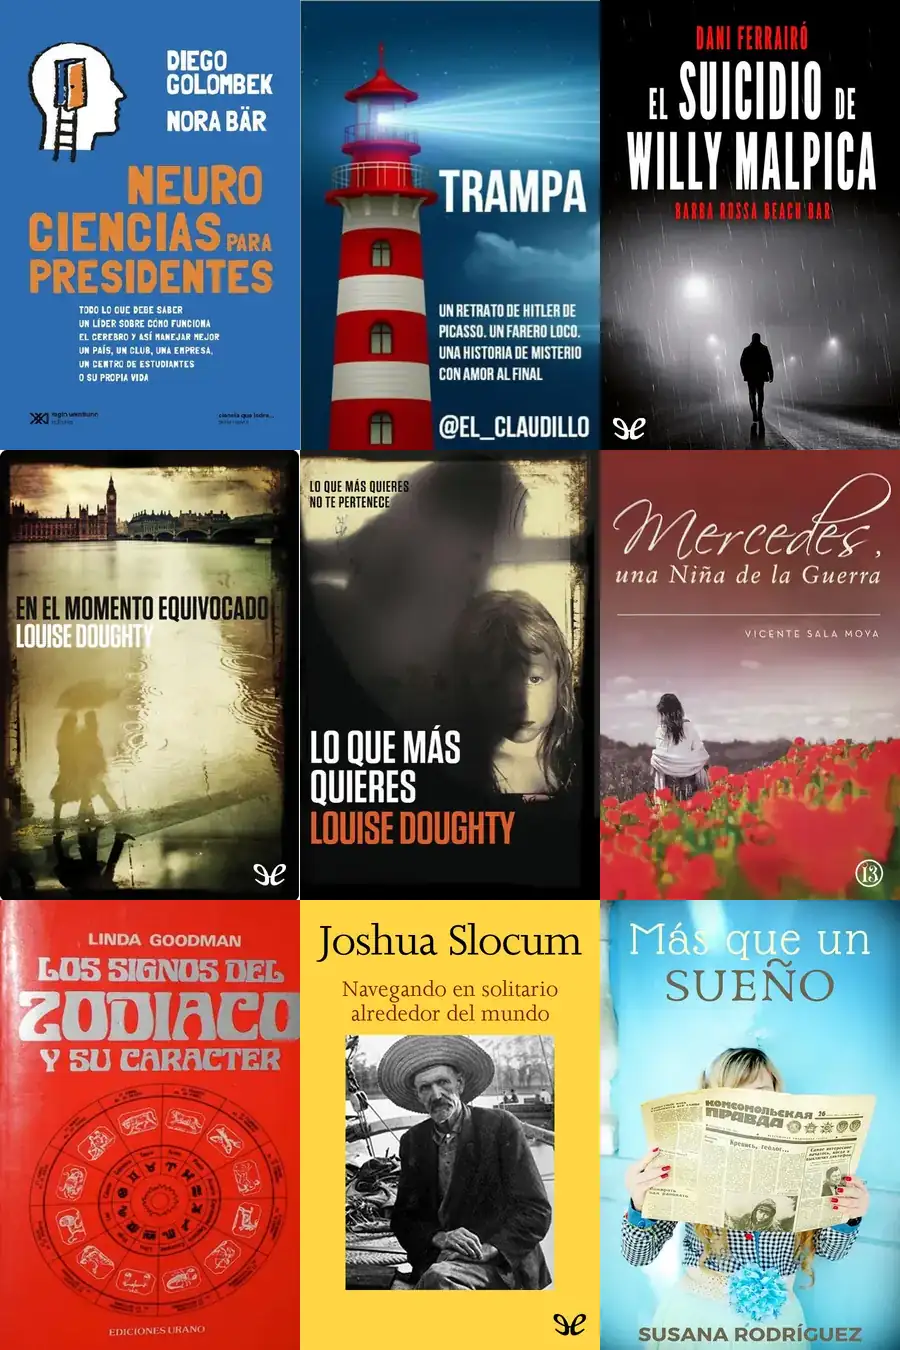 DIEGO
GOLOMBEK
NORA BÄR
NEURO
CIENCIAS PARA
PRESIDENTES
TODO LO QUE DEBE SABER
UN LÍDER SOBRE CÓMO FUNCIONA
EL CEREBRO Y ASÍ MANEJAR MEJOR
UN PAÍS, UN CLUB, UNA EMPRESA,
UN CENTRO DE ESTUDIANTES
O SU PROPIA VIDA
TRAMPA
UN RETRATO DE HITLER DE
PICASSO. UN FARERO LOCO.
UNA HISTORIA DE MISTERIO
CON AMOR AL FINAL
@EL_CLAUDILLO
DANI FERRAIRÓ
EL SUICIDIO DE
WILLY MALPICA
BARBA ROSSA BEACH BAR
EN EL MOMENTO EQUIVOCADO
LOUISE DOUGHTY
LO QUE MÁS QUIERES
NO TE PERTENECE
LO QUE MÁS
QUIERES
LOUISE DOUGHTY
Mercedes,
una Niña de la Guerra
VICENTE SALA MOYA
13
LINDA GOODMAN
LOS SIGNOS DEL
ZODIACO
Y SU CARACTER
EDICIONES URANO
Joshua Slocum
Navegando en solitario
alrededor del mundo
Más que un
SUEÑO
КОМСОМОЛЬСКАЯ
ПРАВДА
SUSANA RODRÍGUEZ